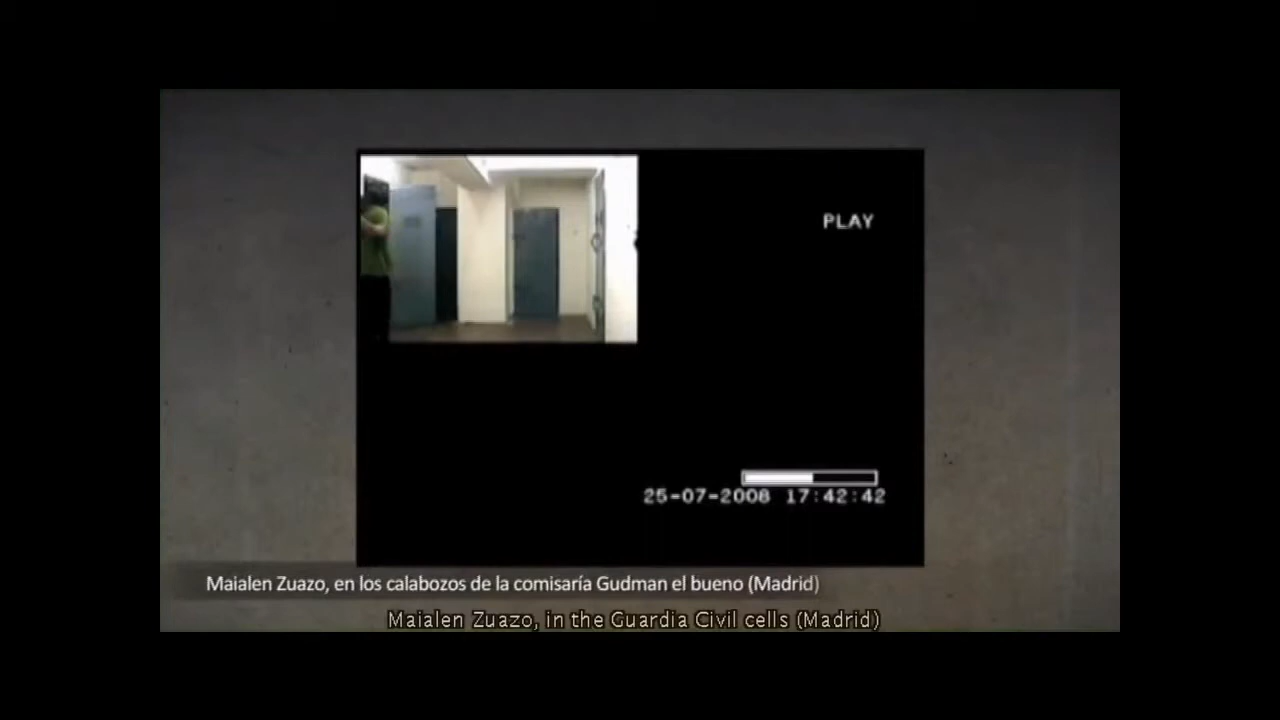 PLAY
25-07-2008 17:42:42
Maialen Zuazo, en los calabozos de la comisaría Gudman el bueno (Madrid)
Maialen Zuazo, in the Guardia Civil cells (Madrid)